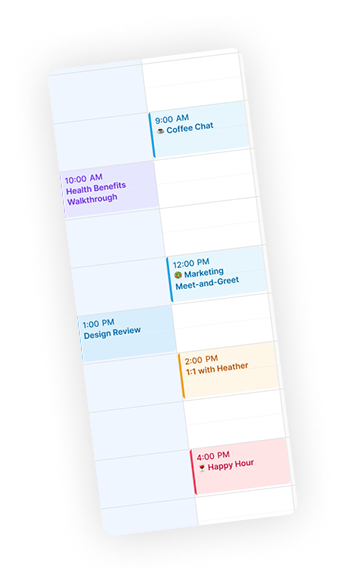 9:00 AM
☕ Coffee Chat
10:00 AM
Health Benefits
Walkthrough
12:00 PM
Marketing
Meet-and-Greet
1:00 PM
Design Review
2:00 PM
1:1 with Heather
4:00 PM
🍷 Happy Hour